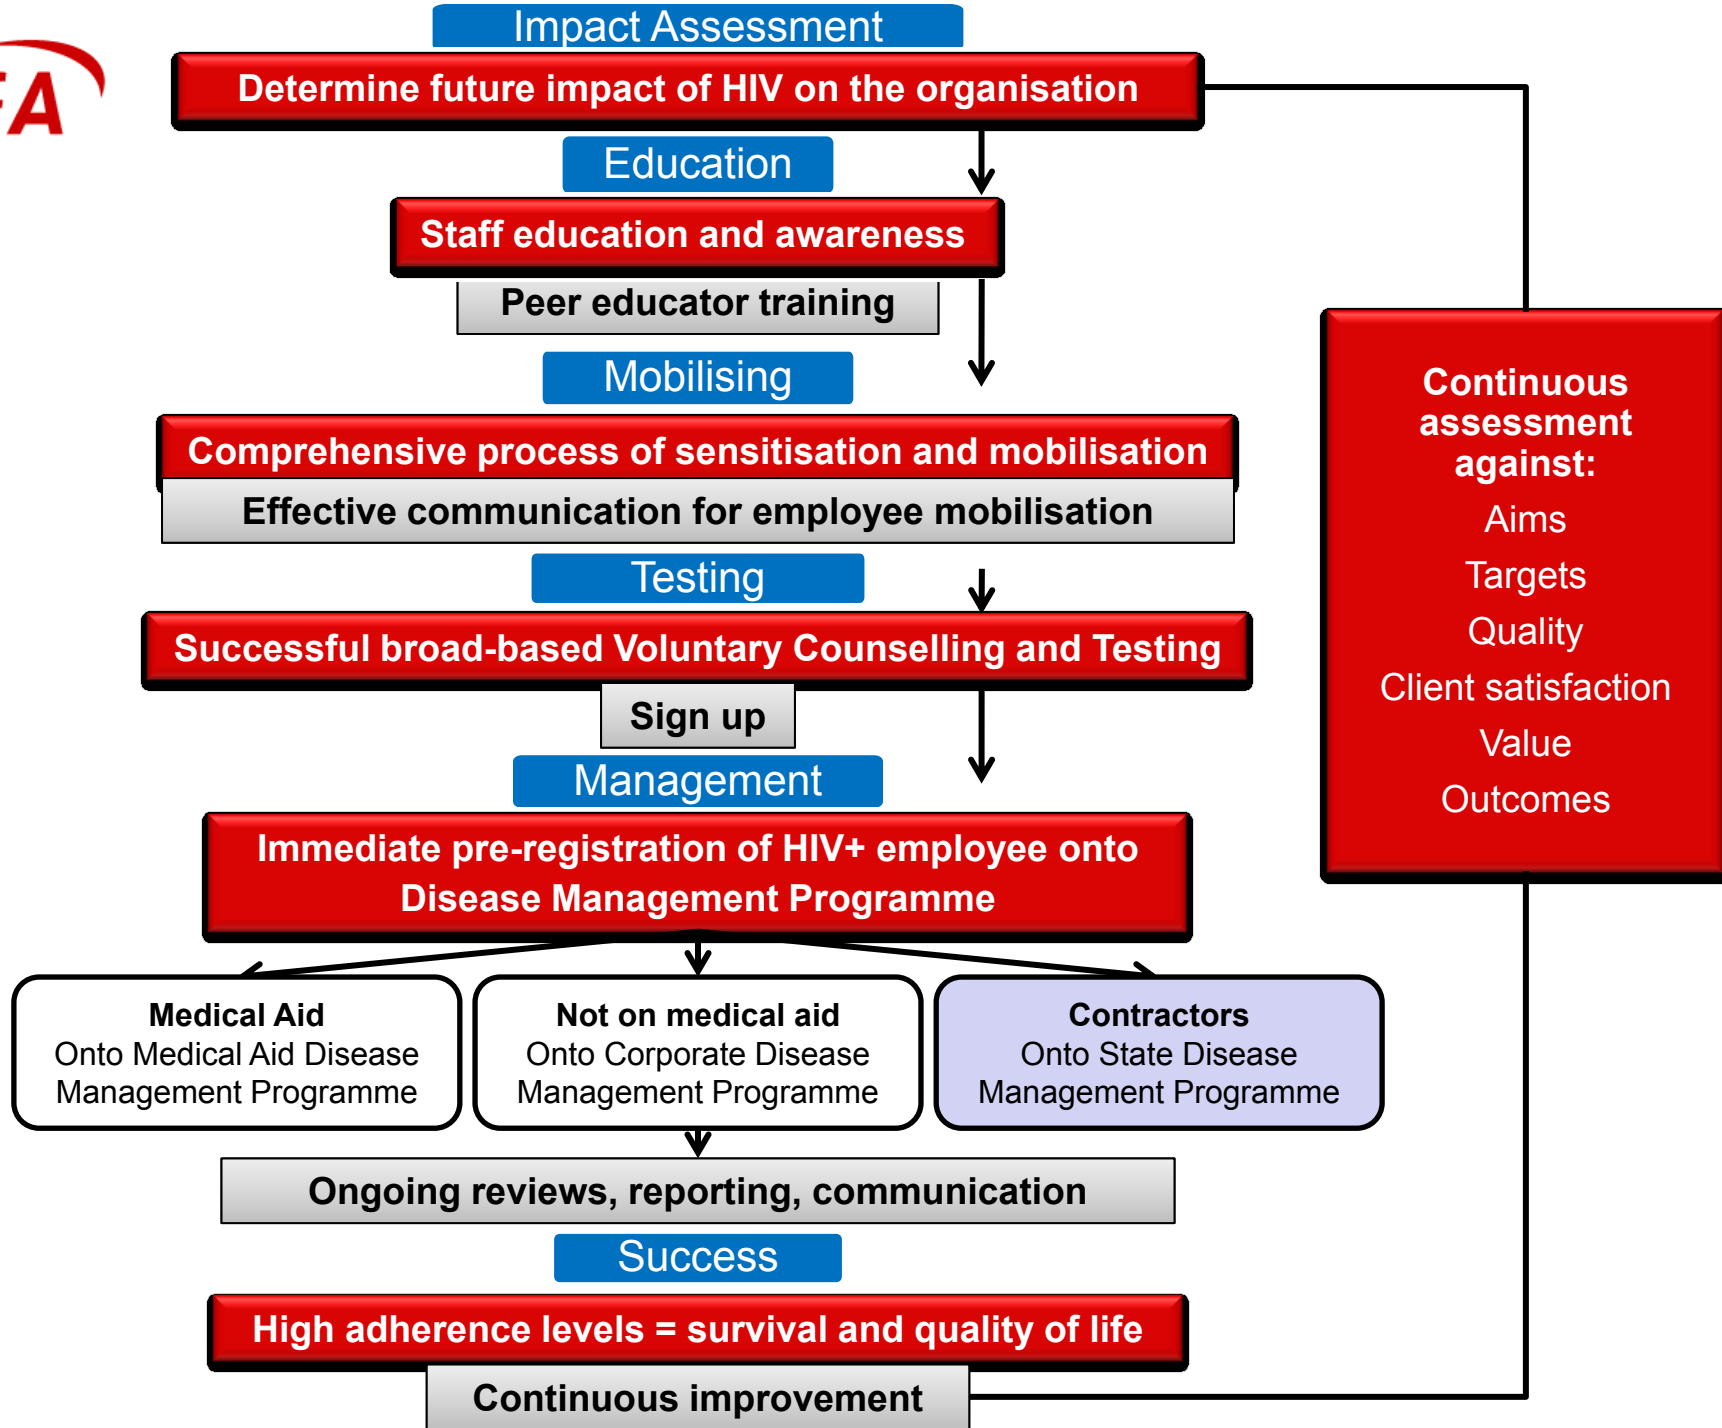 Impact Assessment
Determine future impact of HIV on the organisation
Education
Staff education and awareness
Peer educator training
Mobilising
Comprehensive process of sensitisation and mobilisation
Effective communication for employee mobilisation
Testing
Successful broad-based Voluntary Counselling and Testing
Sign up
Management
Immediate pre-registration of HIV+ employee onto
Disease Management Programme
Medical Aid
Onto Medical Aid Disease
Management Programme
Not on medical aid
Onto Corporate Disease
Management Programme
Contractors
Onto State Disease
Management Programme
Ongoing reviews, reporting, communication
Success
High adherence levels = survival and quality of life
Continuous improvement
Continuous
assessment
against:
Aims
Targets
Quality
Client satisfaction
Value
Outcomes